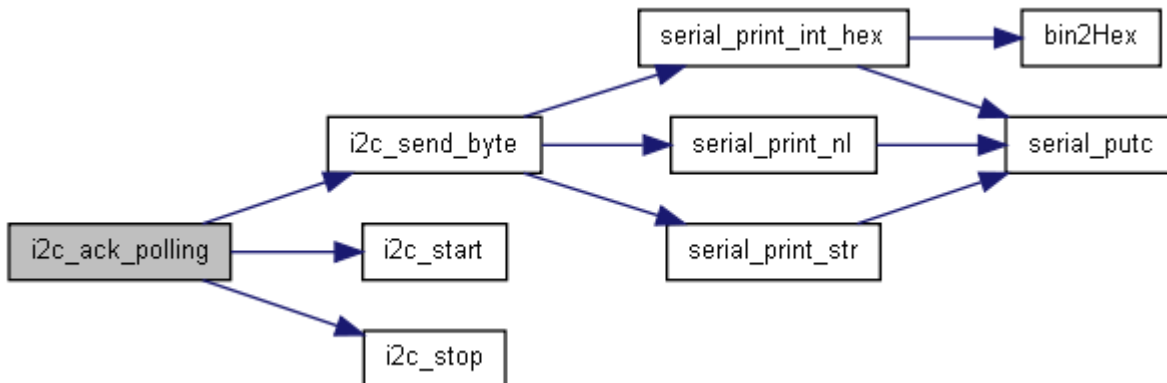 serial_print_int_hex
bin2Hex
i2c_send_byte
serial_print_nl
serial_putc
i2c_ack_polling
i2c_start
serial_print_str
i2c_stop